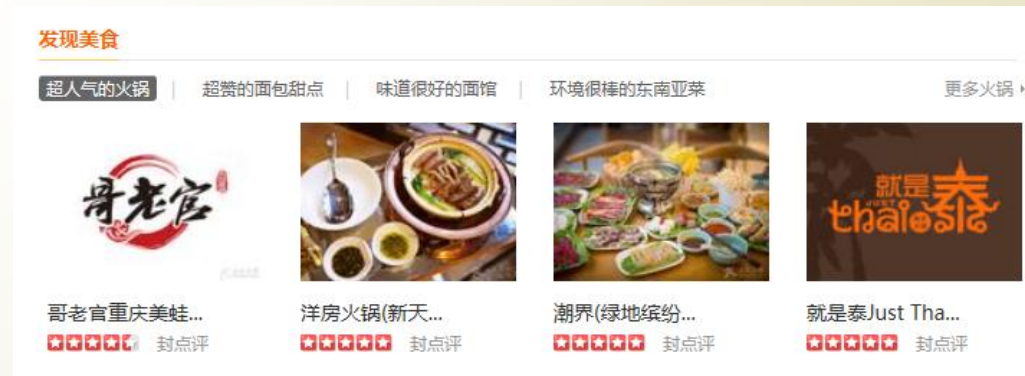 发现美食
超人气的火锅 | 超赞的面包甜点 | 味道很好的面馆 | 环境很棒的东南亚菜 更多火锅
哥老官
就是泰
JUST
thai
哥老官重庆美蛙... 洋房火锅(新天... 潮界(绿地缤纷... 就是泰Just Tha...
封点评 封点评 封点评 封点评